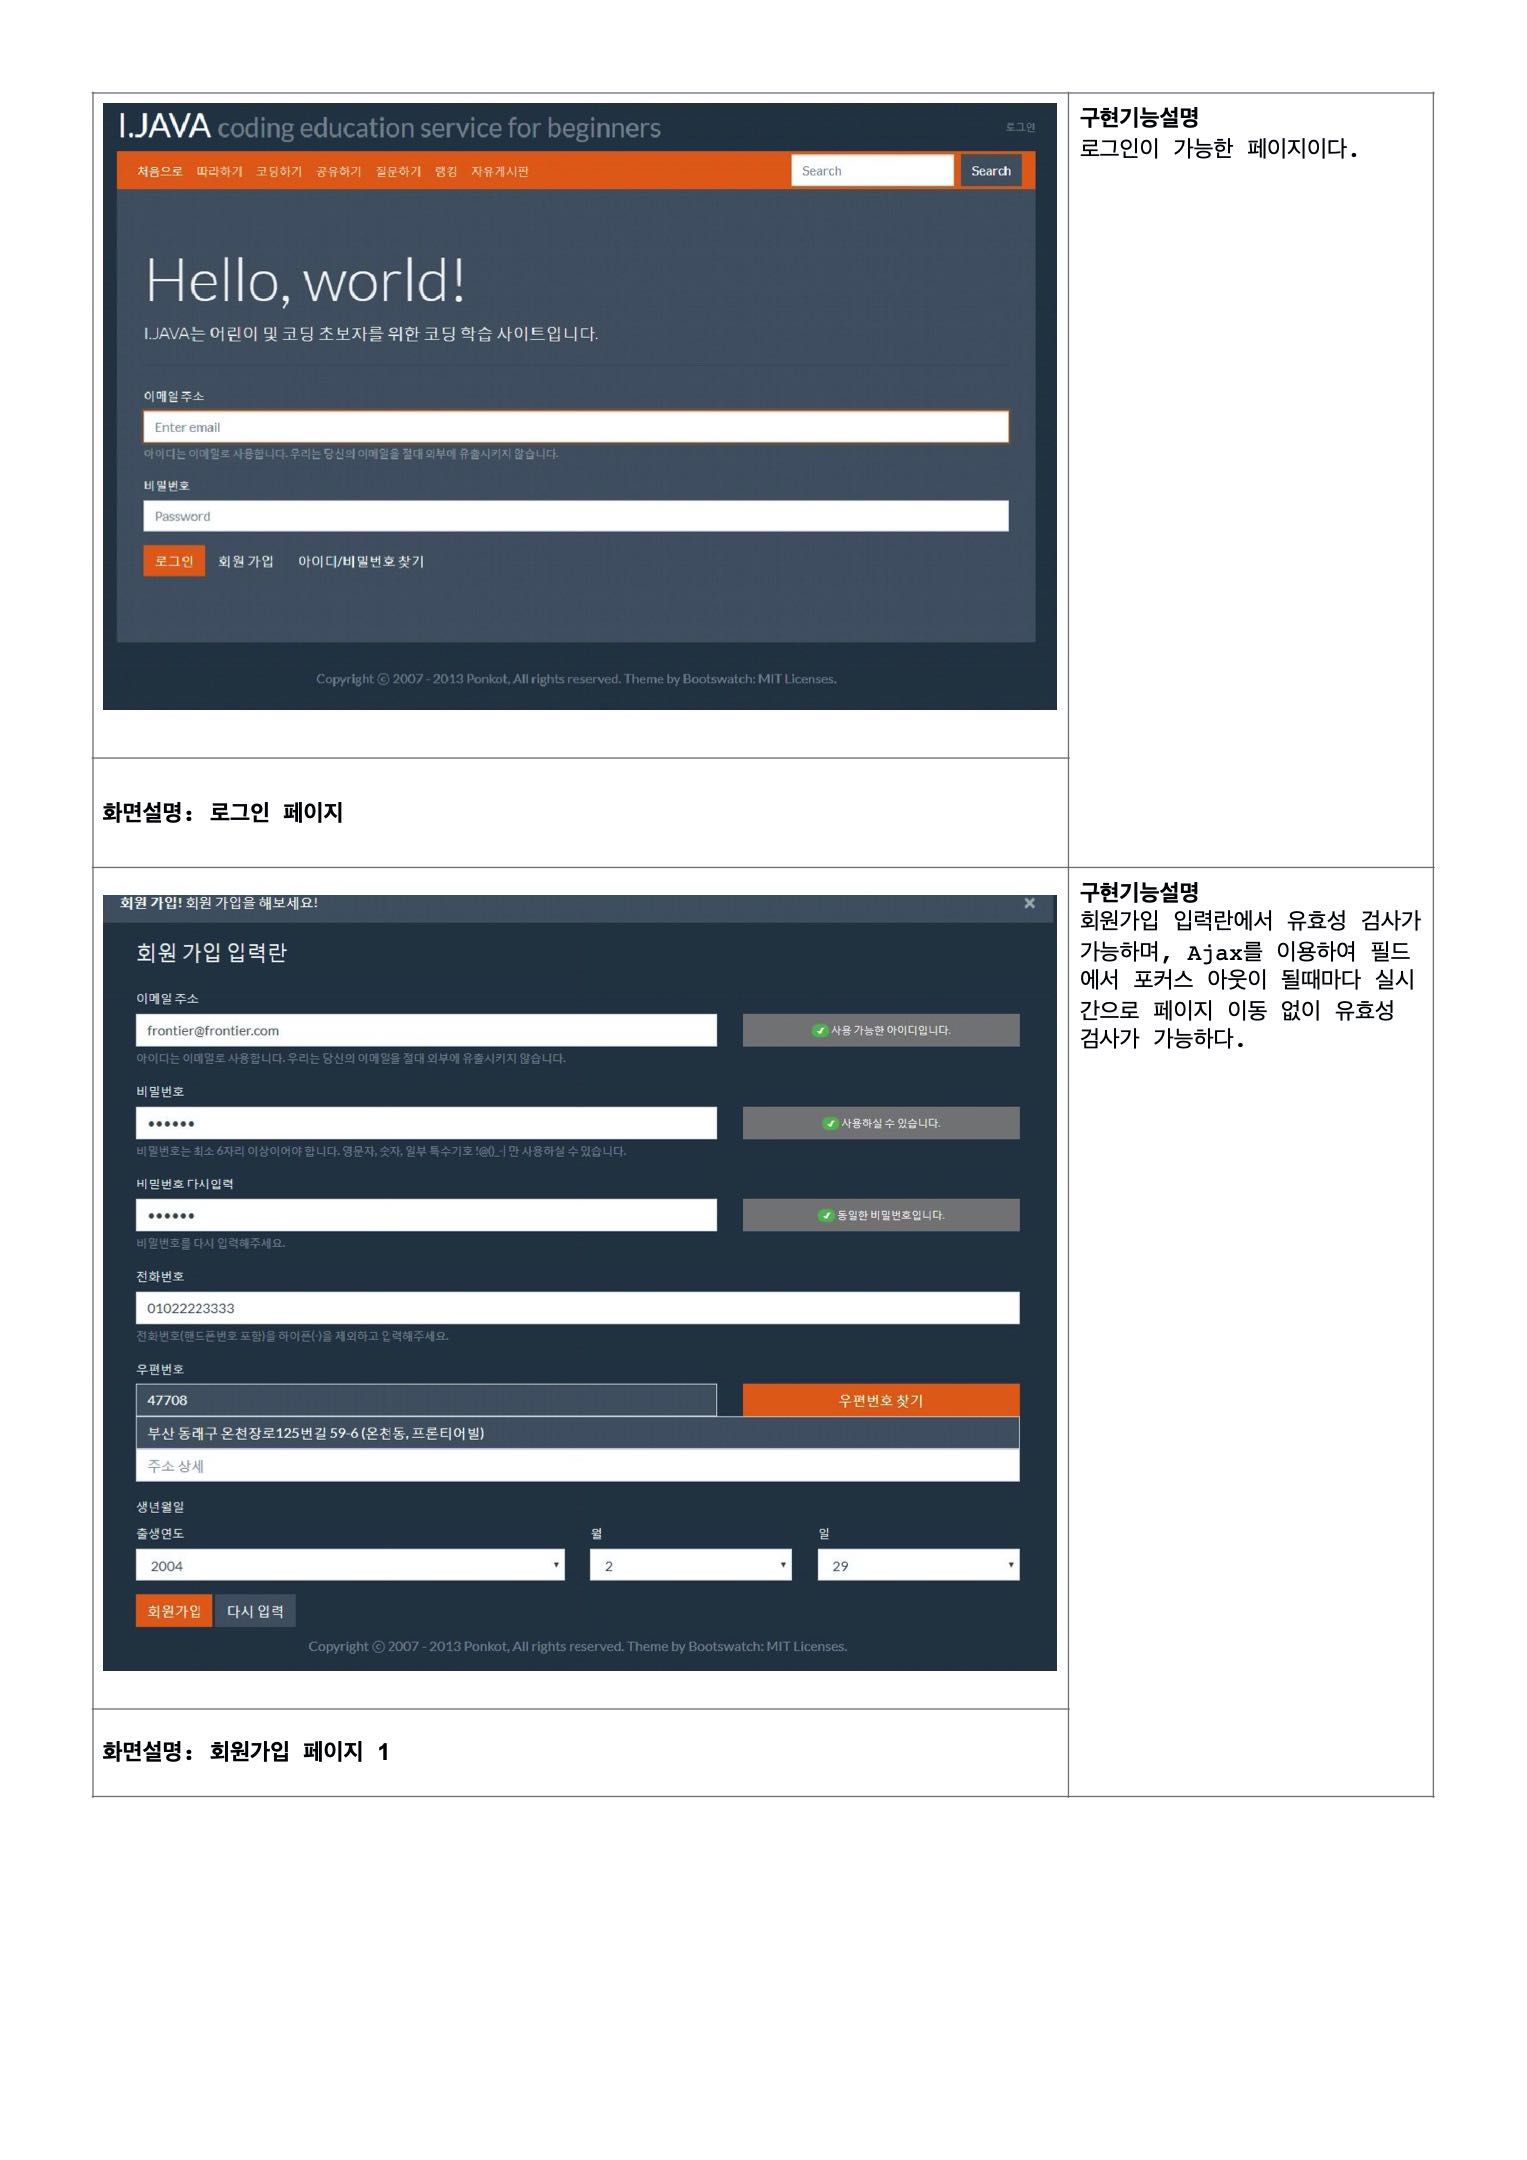 I.JAVA coding education service for beginners
로그인
처음으로 따라하기 코딩하기 공유하기 질문하기 랭킹 자유게시판 Search Search
Hello, world!
I.JAVA는 어린이 및 코딩 초보자를 위한 코딩 학습 사이트입니다.
이메일 주소
Enter email
아이디는 이메일로 사용합니다. 우리는 당신의 이메일을 절대 외부에 유출시키지 않습니다.
비밀번호
Password
로그인 회원 가입 아이디/비밀번호 찾기
Copyright ⓒ 2007 - 2013 Ponkot, All rights reserved. Theme by Bootswatch: MIT Licenses.
구현기능설명
로그인이 가능한 페이지이다.
화면설명: 로그인 페이지
회원 가입! 회원 가입을 해보세요! ×
회원 가입 입력란
이메일 주소
frontier@frontier.com 사용 가능한 아이디입니다.
아이디는 이메일로 사용합니다. 우리는 당신의 이메일을 절대 외부에 유출시키지 않습니다.
비밀번호
•••••• 사용하실 수 있습니다.
비밀번호는 최소 6자리 이상이어야 합니다. 영문자, 숫자, 일부 특수기호 !@()_-| 만 사용하실 수 있습니다.
비밀번호 다시입력
•••••• 동일한 비밀번호입니다.
비밀번호를 다시 입력해주세요.
전화번호
01022223333
전화번호(핸드폰번호 포함)을 하이픈(-)을 제외하고 입력해주세요.
우편번호
47708 우편번호 찾기
부산 동래구 온천장로125번길 59-6 (온천동, 프론티어빌)
주소 상세
생년월일
출생연도 월 일
2004 2 29
회원가입 다시 입력
Copyright ⓒ 2007 - 2013 Ponkot, All rights reserved. Theme by Bootswatch: MIT Licenses.
구현기능설명
회원가입 입력란에서 유효성 검사가
가능하며, Ajax를 이용하여 필드
에서 포커스 아웃이 될때마다 실시
간으로 페이지 이동 없이 유효성
검사가 가능하다.
화면설명: 회원가입 페이지 1